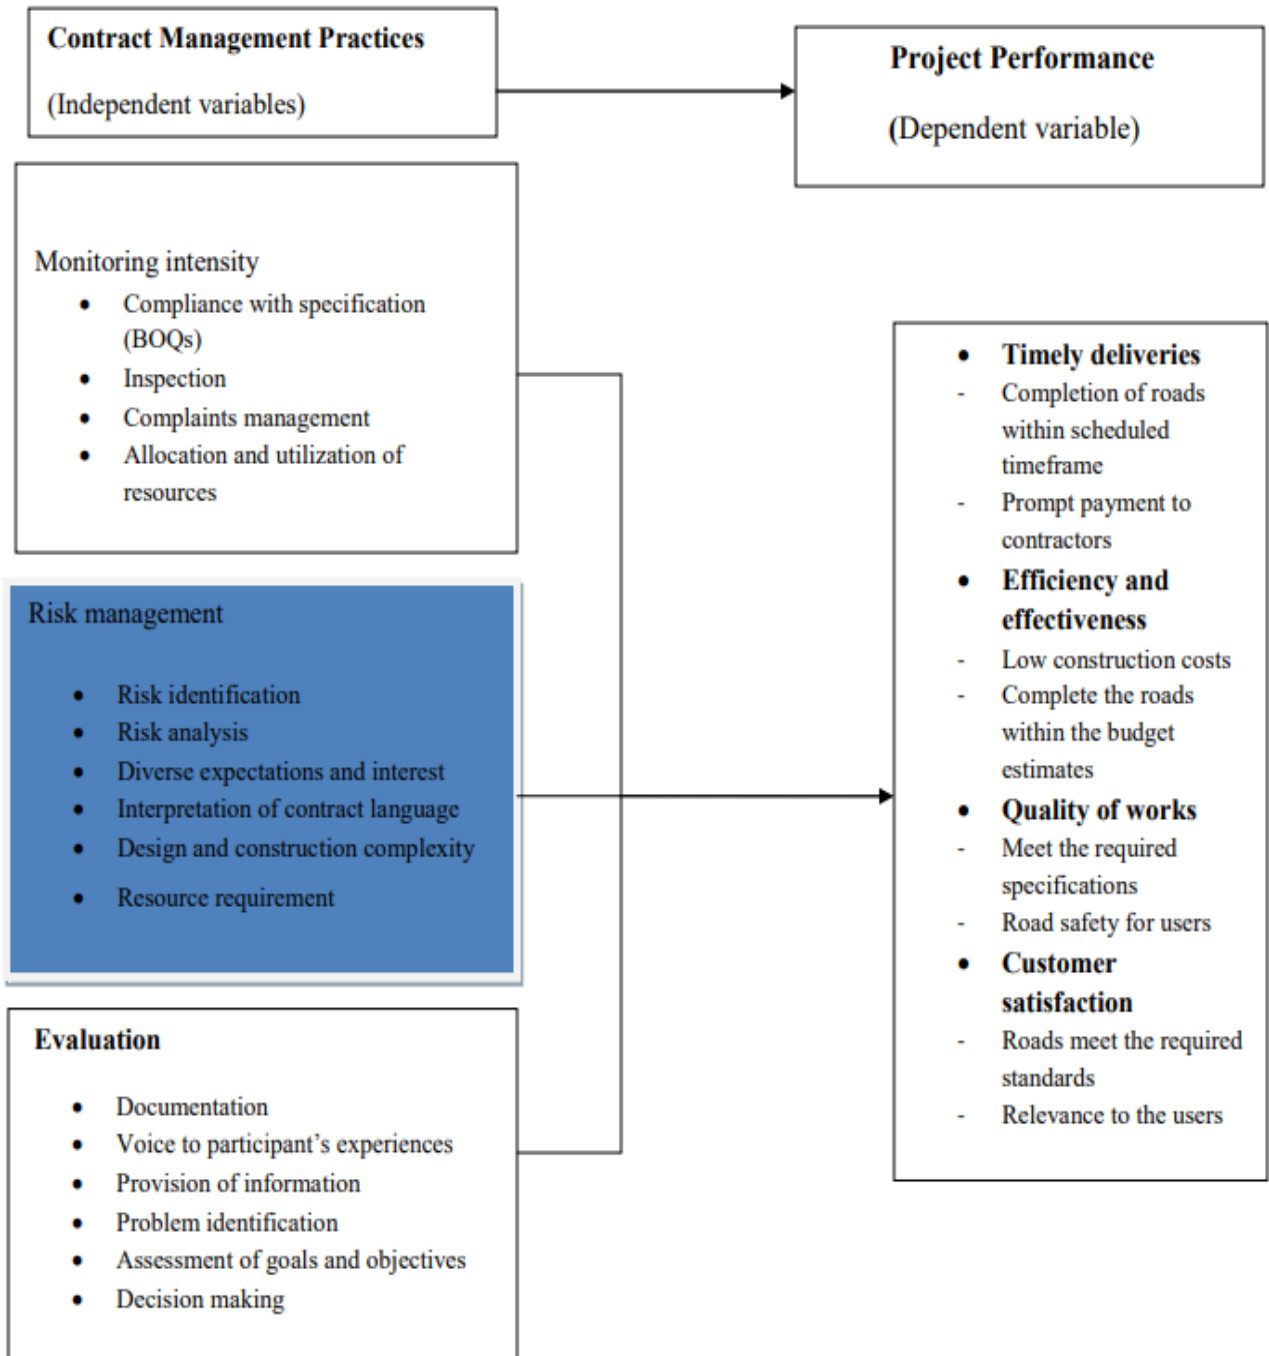 Contract Management Practices
(Independent variables)
Project Performance
(Dependent variable)
Monitoring intensity
• Compliance with specification
(BOQs)
• Inspection
• Complaints management
• Allocation and utilization of
resources
Risk management
• Risk identification
• Risk analysis
• Diverse expectations and interest
• Interpretation of contract language
• Design and construction complexity
• Resource requirement
Evaluation
• Documentation
• Voice to participant’s experiences
• Provision of information
• Problem identification
• Assessment of goals and objectives
• Decision making
• Timely deliveries
- Completion of roads
within scheduled
timeframe
- Prompt payment to
contractors
• Efficiency and
effectiveness
- Low construction costs
- Complete the roads
within the budget
estimates
• Quality of works
- Meet the required
specifications
- Road safety for users
• Customer
satisfaction
- Roads meet the required
standards
- Relevance to the users